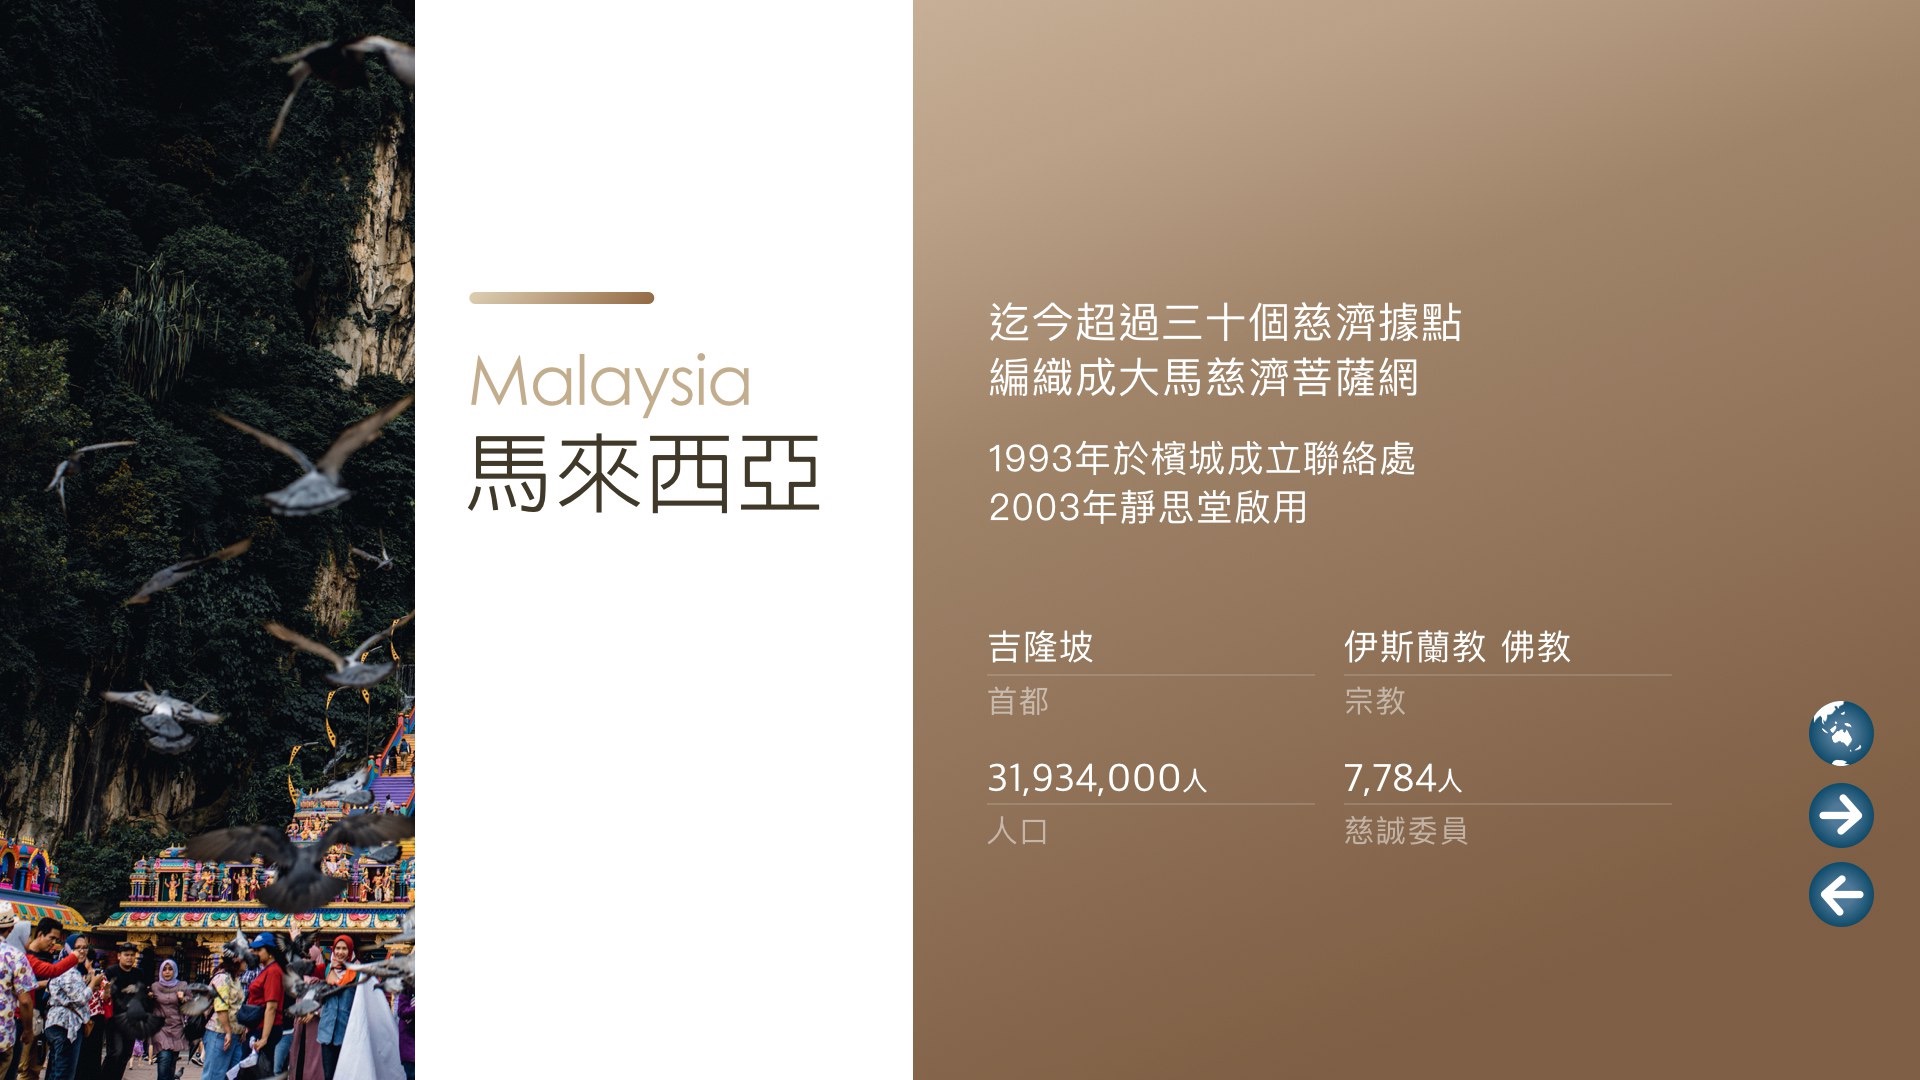 Malaysia
馬來西亞
迄今超過三十個慈濟據點
編織成大馬慈濟菩薩網
1993年於檳城成立聯絡處
2003年靜思堂啟用
吉隆坡
首都
伊斯蘭教 佛教
宗教
31,934,000人
人口
7,784人
慈誠委員